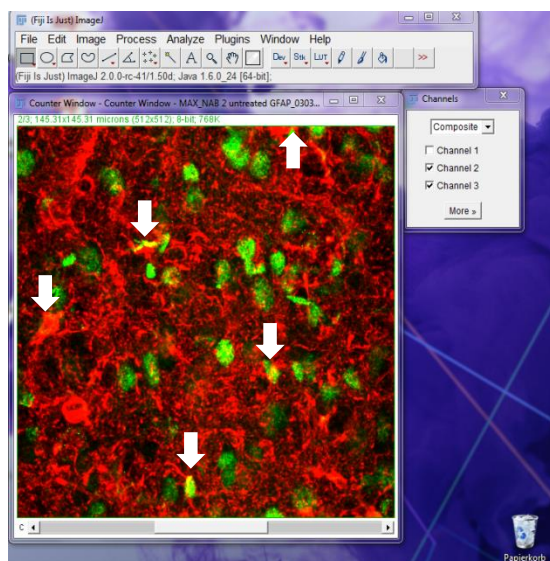 (Fiji Is Just) ImageJ
File Edit Image Process Analyze Plugins Window Help
Dev Stk LUT >>
(Fiji Is Just) ImageJ 2.0.0-rc-41/1.50d; Java 1.6.0_24 [64-bit];
Counter Window - Counter Window - MAX_NAB 2 untreated GFAP_0303...
2/3; 145.31x145.31 microns (512x512); 8-bit; 768K
Channels
Composite
Channel 1
Channel 2
Channel 3
More »
C
Papierkorb